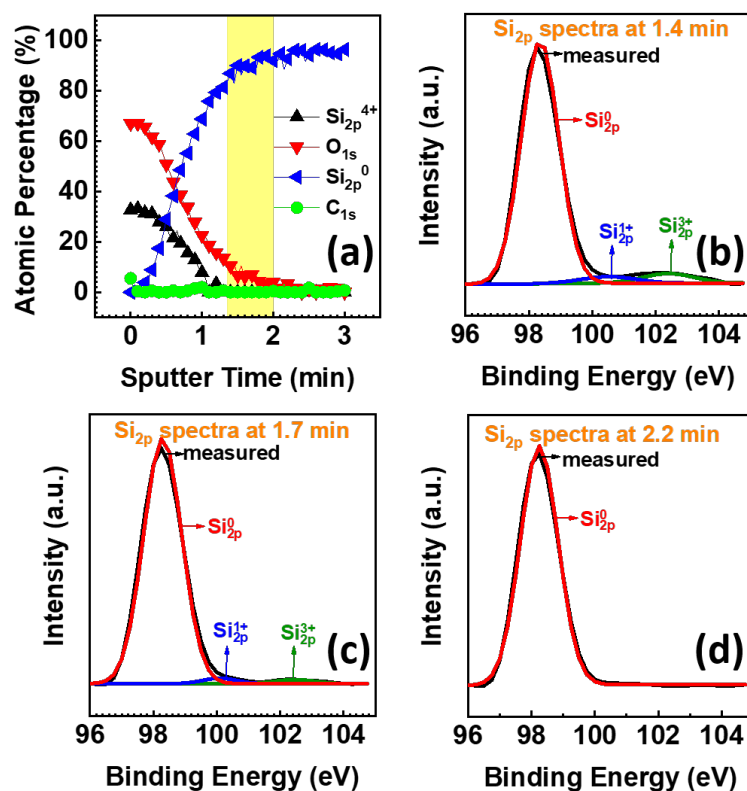 Atomic Percentage (%)
100
80
60
40
20
0
Si2p4+
O1s
Si2p0
C1s
(a)
0 1 2 3
Sputter Time (min)
Si2p spectra at 1.4 min
measured
Si2p0
Si2p1+
Si2p3+
(b)
Intensity (a.u.)
96 98 100 102 104
Binding Energy (eV)
Si2p spectra at 1.7 min
measured
Si2p0
Si2p1+
Si2p3+
(c)
Intensity (a.u.)
96 98 100 102 104
Binding Energy (eV)
Si2p spectra at 2.2 min
measured
Si2p0
(d)
Intensity (a.u.)
96 98 100 102 104
Binding Energy (eV)